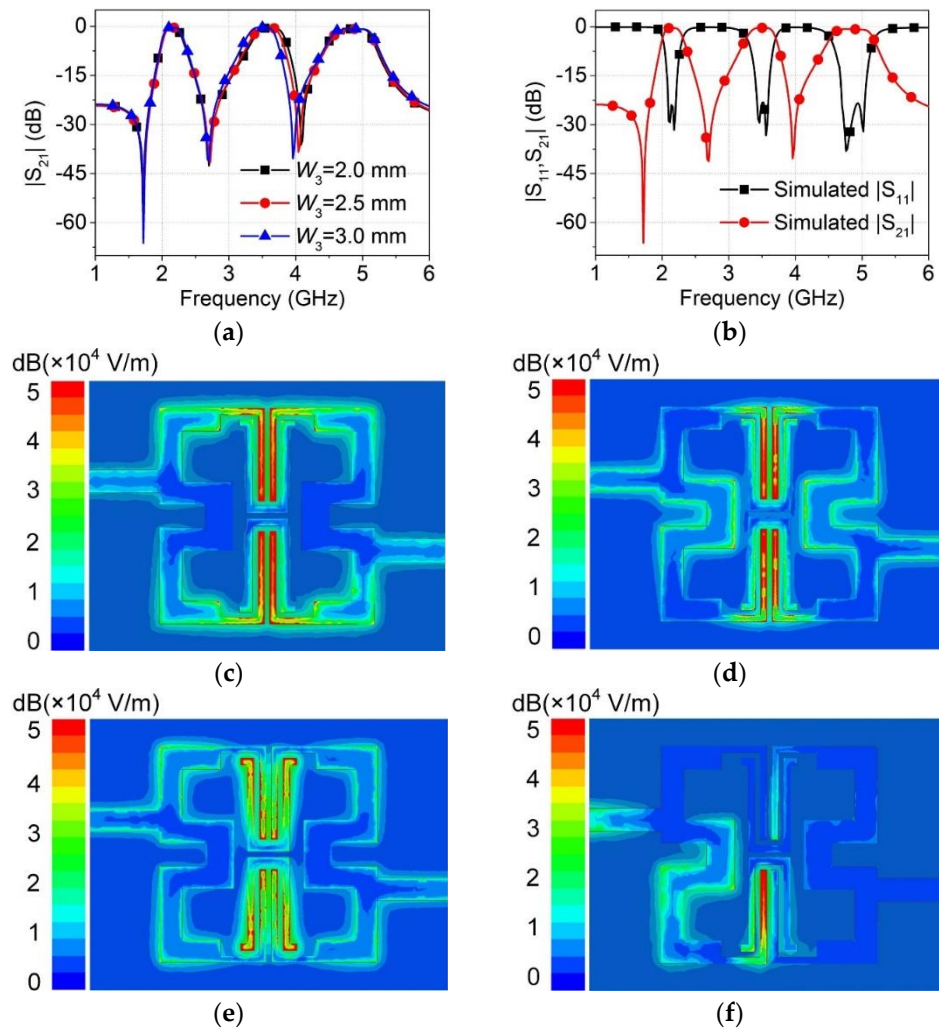 0
-15
-30
-45
-60
|S21| (dB)
W3=2.0 mm
W3=2.5 mm
W3=3.0 mm
1 2 3 4 5 6
Frequency (GHz)
(a)
0
-15
-30
-45
-60
|S11,S21| (dB)
Simulated |S11|
Simulated |S21|
1 2 3 4 5 6
Frequency (GHz)
(b)
dB(×10⁴ V/m)
5
4
3
2
1
0
(c)
dB(×10⁴ V/m)
5
4
3
2
1
0
(d)
dB(×10⁴ V/m)
5
4
3
2
1
0
(e)
dB(×10⁴ V/m)
5
4
3
2
1
0
(f)